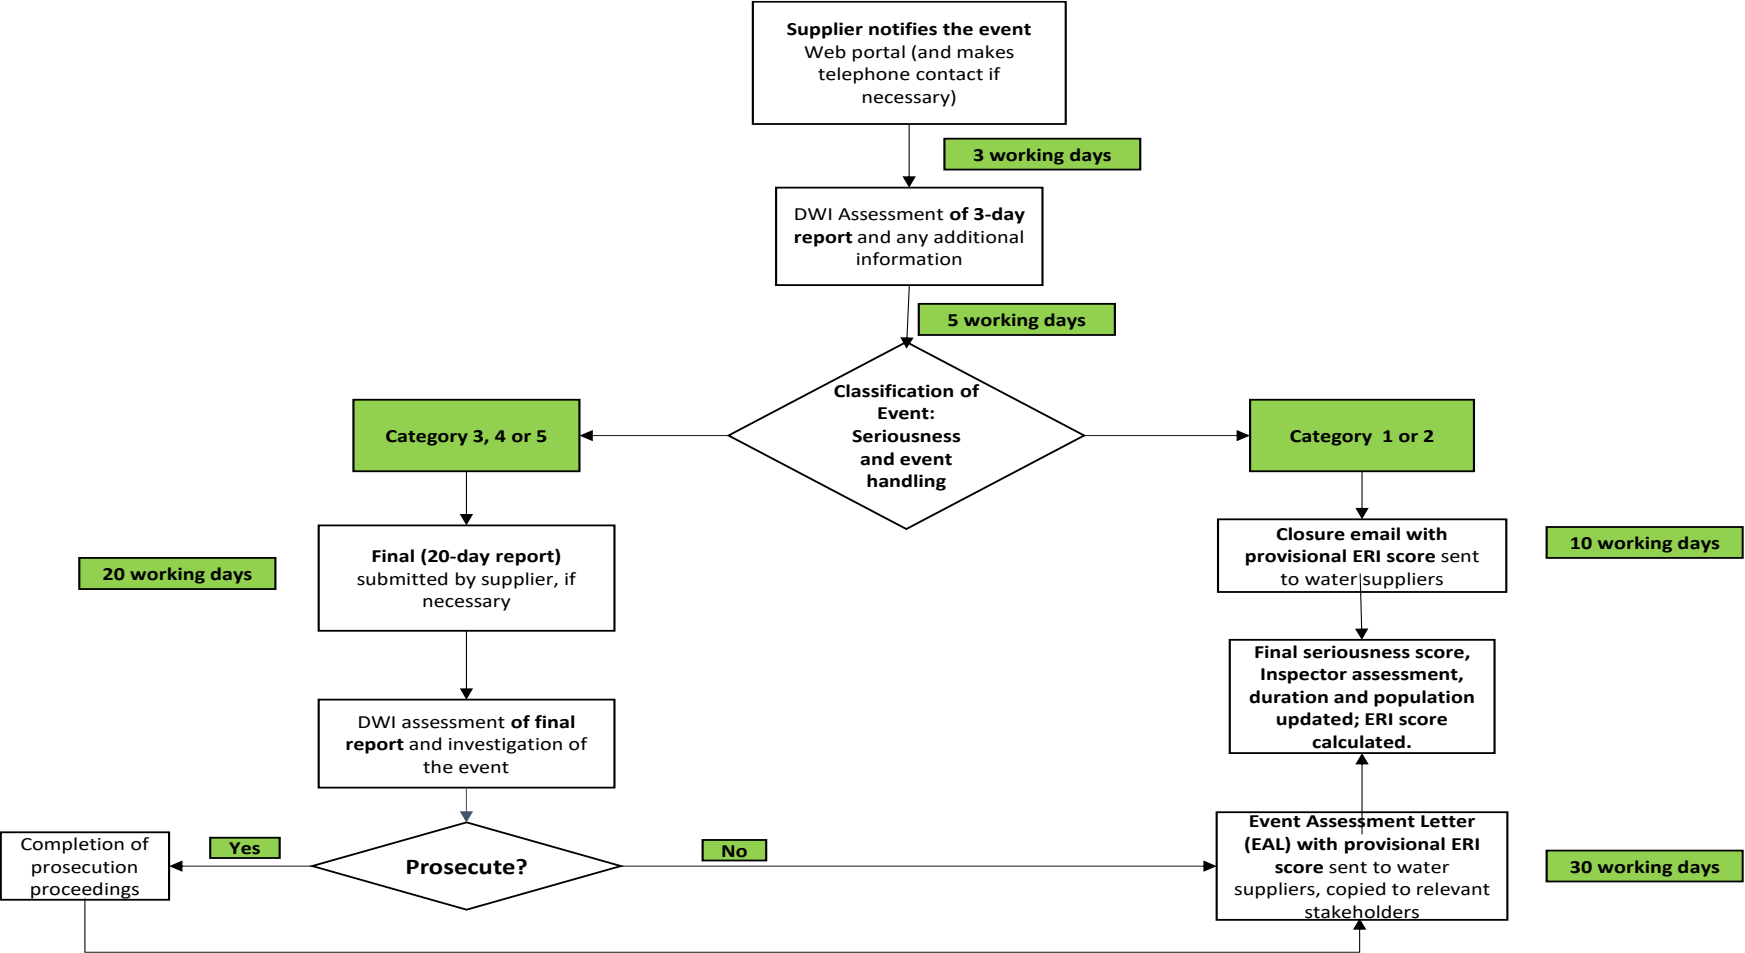 Supplier notifies the event
Web portal (and makes
telephone contact if
necessary)
3 working days
DWI Assessment of 3-day
report and any additional
information
5 working days
Classification of
Event:
Seriousness
and event
handling
Category 3, 4 or 5
Category 1 or 2
Final (20-day report)
submitted by supplier, if
necessary
20 working days
Closure email with
provisional ERI score sent
to water suppliers
10 working days
Final seriousness score,
Inspector assessment,
duration and population
updated; ERI score
calculated.
DWI assessment of final
report and investigation of
the event
Prosecute?
Yes
No
Completion of
prosecution
proceedings
Event Assessment Letter
(EAL) with provisional ERI
score sent to water
suppliers, copied to relevant
stakeholders
30 working days